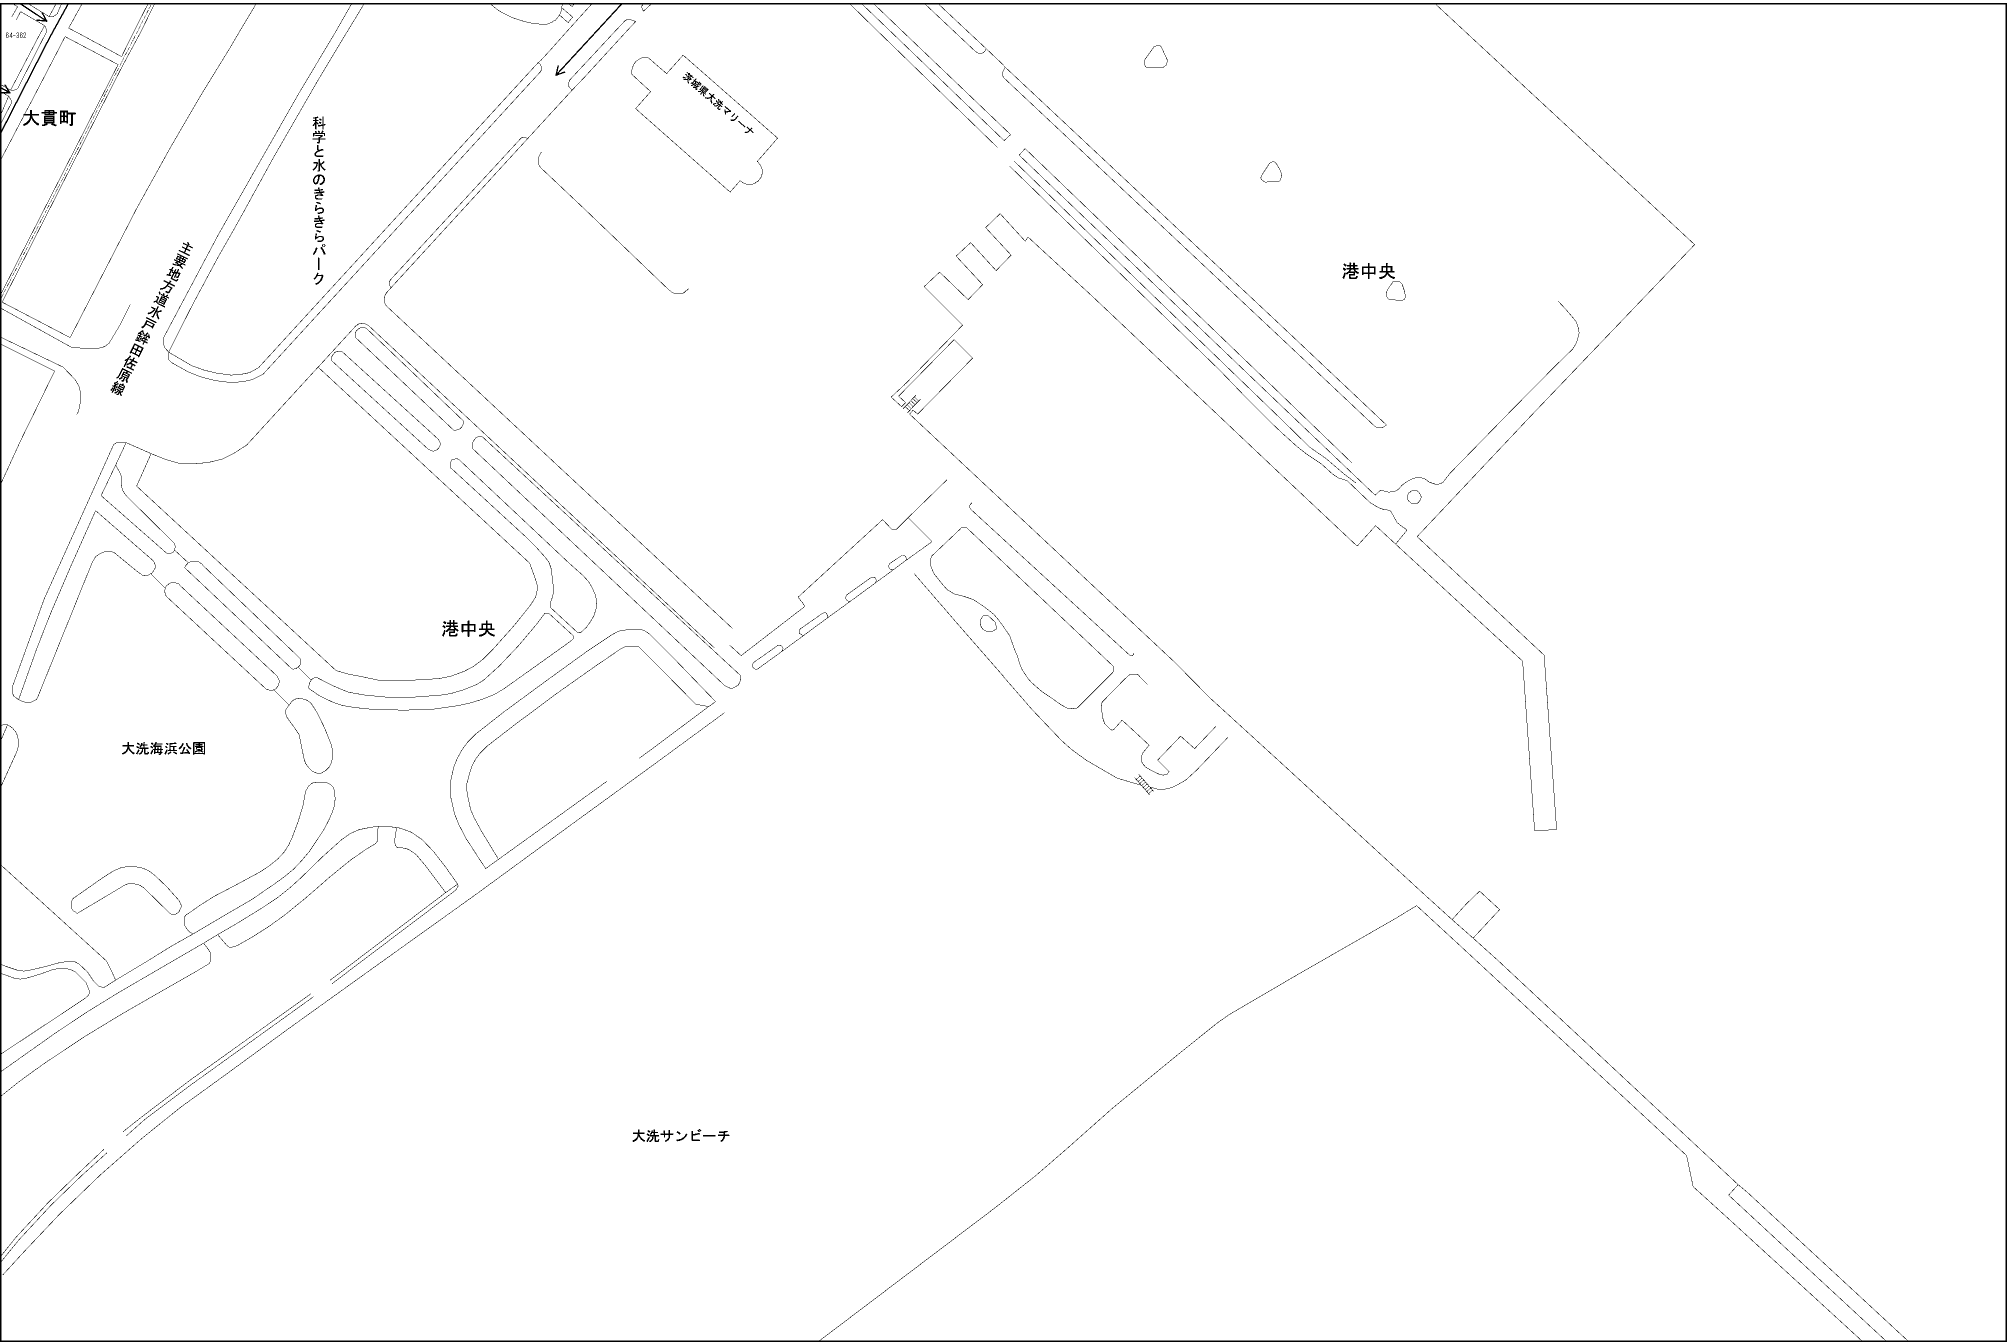 64-362
大貫町
科学と水のきらきらパーク
茨城県大洗マリーナ
主要地方道水戸鉾田佐原線
港中央
港中央
大洗海浜公園
大洗サンビーチ